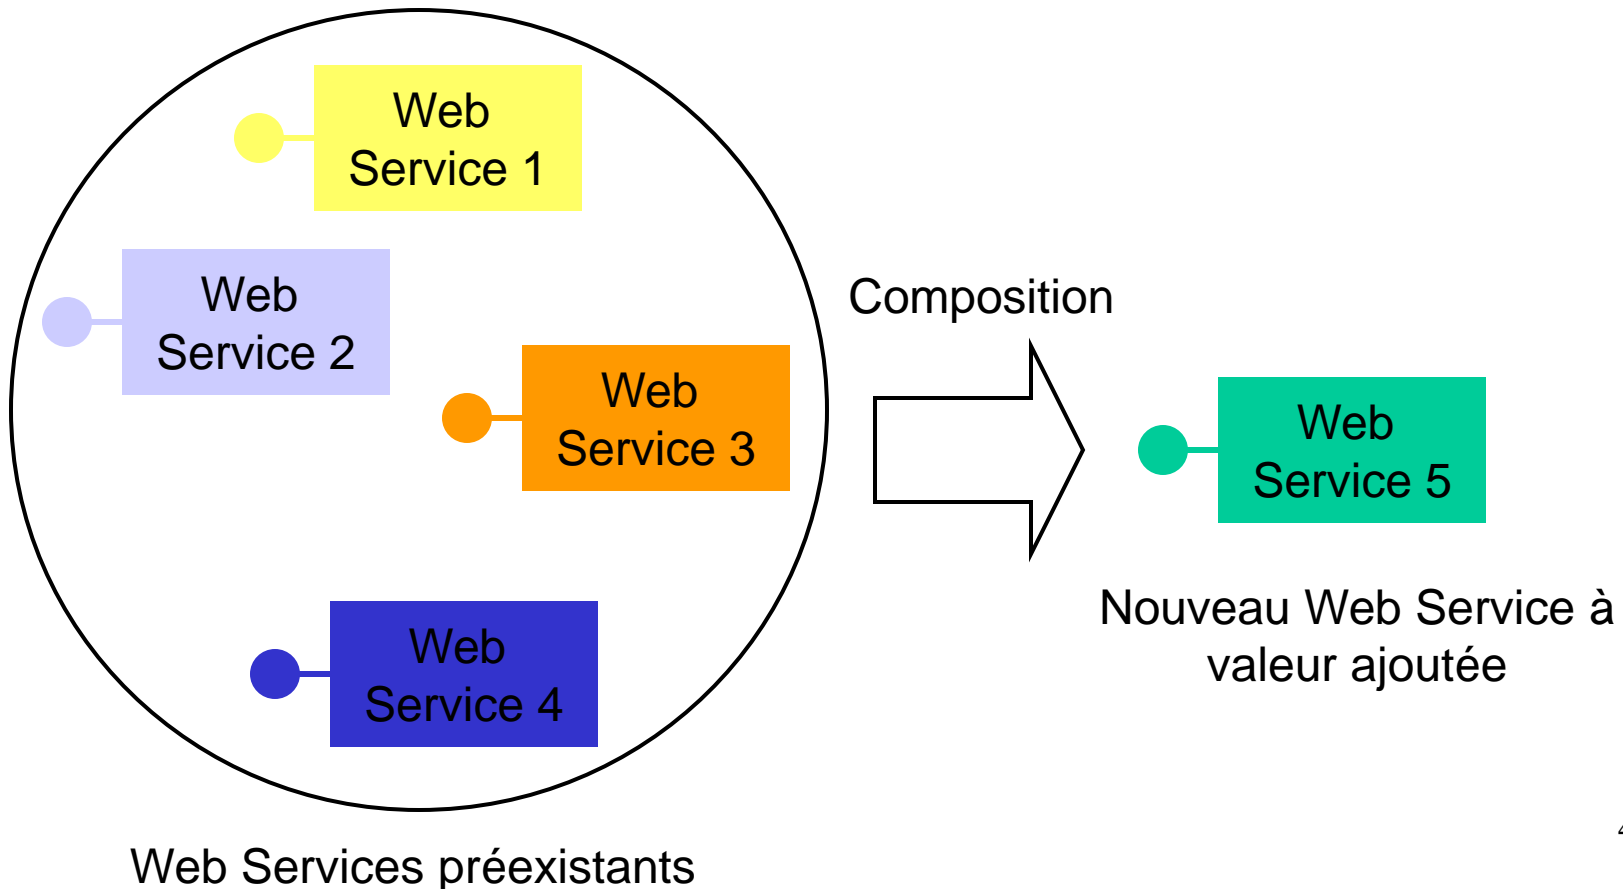 Web
Service 1
Web
Service 2
Web
Service 3
Web
Service 4
Web Services préexistants
Composition
Web
Service 5
Nouveau Web Service à
valeur ajoutée